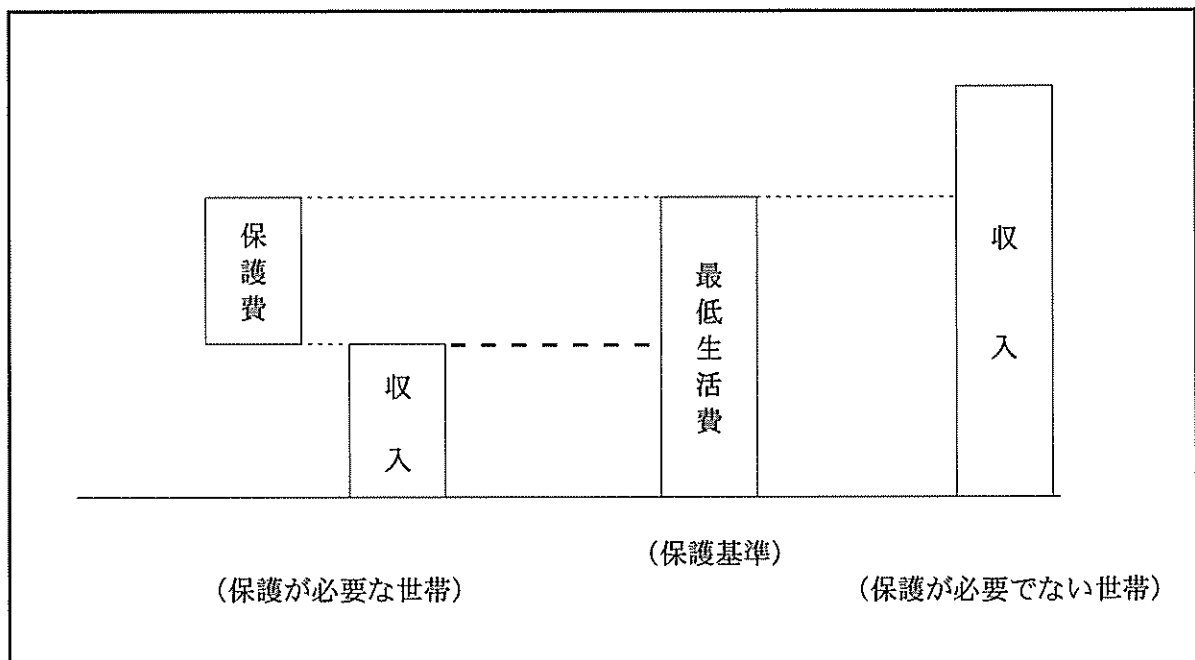 保護費
収入
最低生活費
収入
（保護基準）
（保護が必要な世帯）
（保護が必要でない世帯）